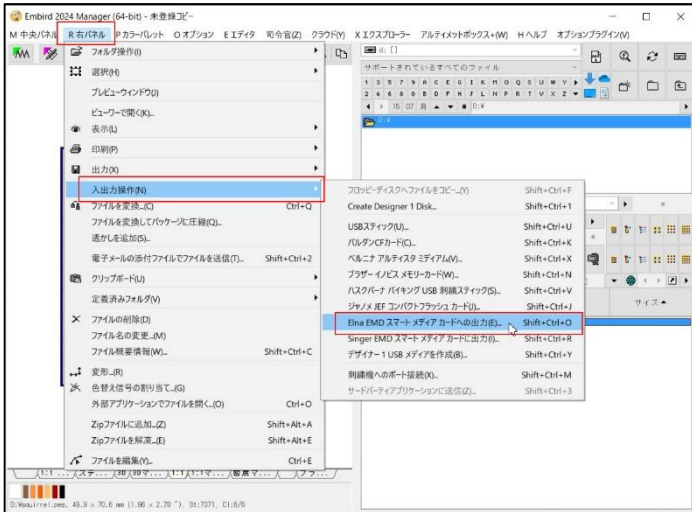 Embird 2024 Manager (64-bit) - 未登録コピー
M 中央パネル R 右パネル P カラーパレット O オプション E エディタ 司令官(Z) クラウド(Y) X エクスプローラー アルティメットボックス+(W) H ヘルプ オプションプラグイン(V)
フォルダ操作(I)
選択(H)
プレビューウィンドウ(J)
ビューワーで開く(K)...
表示(L)
印刷(P)
出力(X)
入出力操作(N)
ファイルを変換...(C) Ctrl+Q
ファイルを変換してパッケージに圧縮(Q)...
透かしを追加(S)...
電子メールの添付ファイルでファイルを送信(T)... Shift+Ctrl+2
クリップボード(U)
定義済みフォルダ(V)
ファイルの削除(D)
ファイル名の変更...(M)
ファイル概要情報(W)... Shift+Ctrl+C
変形...(R)
色替え信号の割り当て...(G)
外部アプリケーションでファイルを開く...(O) Ctrl+O
Zipファイルに追加...(Z) Shift+Alt+A
Zipファイルを解凍...(E) Shift+Alt+E
ファイルを編集(Y)... Ctrl+E
d: []
サポートされているすべてのファイル
D:¥
D:¥
フロッピーディスクへファイルをコピー...(Y) Shift+Ctrl+F
Create Designer 1 Disk... Shift+Ctrl+1
USBスティック(U)... Shift+Ctrl+U
バルダンCFカード(C)... Shift+Ctrl+K
ベルニナ アルティスタ ミディアム(V)... Shift+Ctrl+X
ブラザー イノビス メモリーカード(W)... Shift+Ctrl+N
ハスクバーナ バイキング USB 刺繍スティック(S)... Shift+Ctrl+V
ジャノメ JEF コンパクトフラッシュ カード(J)... Shift+Ctrl+J
Elna EMD スマート メディア カードへの出力(E)... Shift+Ctrl+O
Singer EMD スマート メディア カードに出力(I)... Shift+Ctrl+R
デザイナー 1 USB メディアを作成(B)... Shift+Ctrl+Y
刺繍機へのポート接続(X)... Shift+Ctrl+M
サードパーティアプリケーションに送信(Z)... Shift+Ctrl+3
サイズ
D:¥squirrel.pes, 49.9 x 70.6 mm (1.96 x 2.78 "), St:7071, Cl:6/6